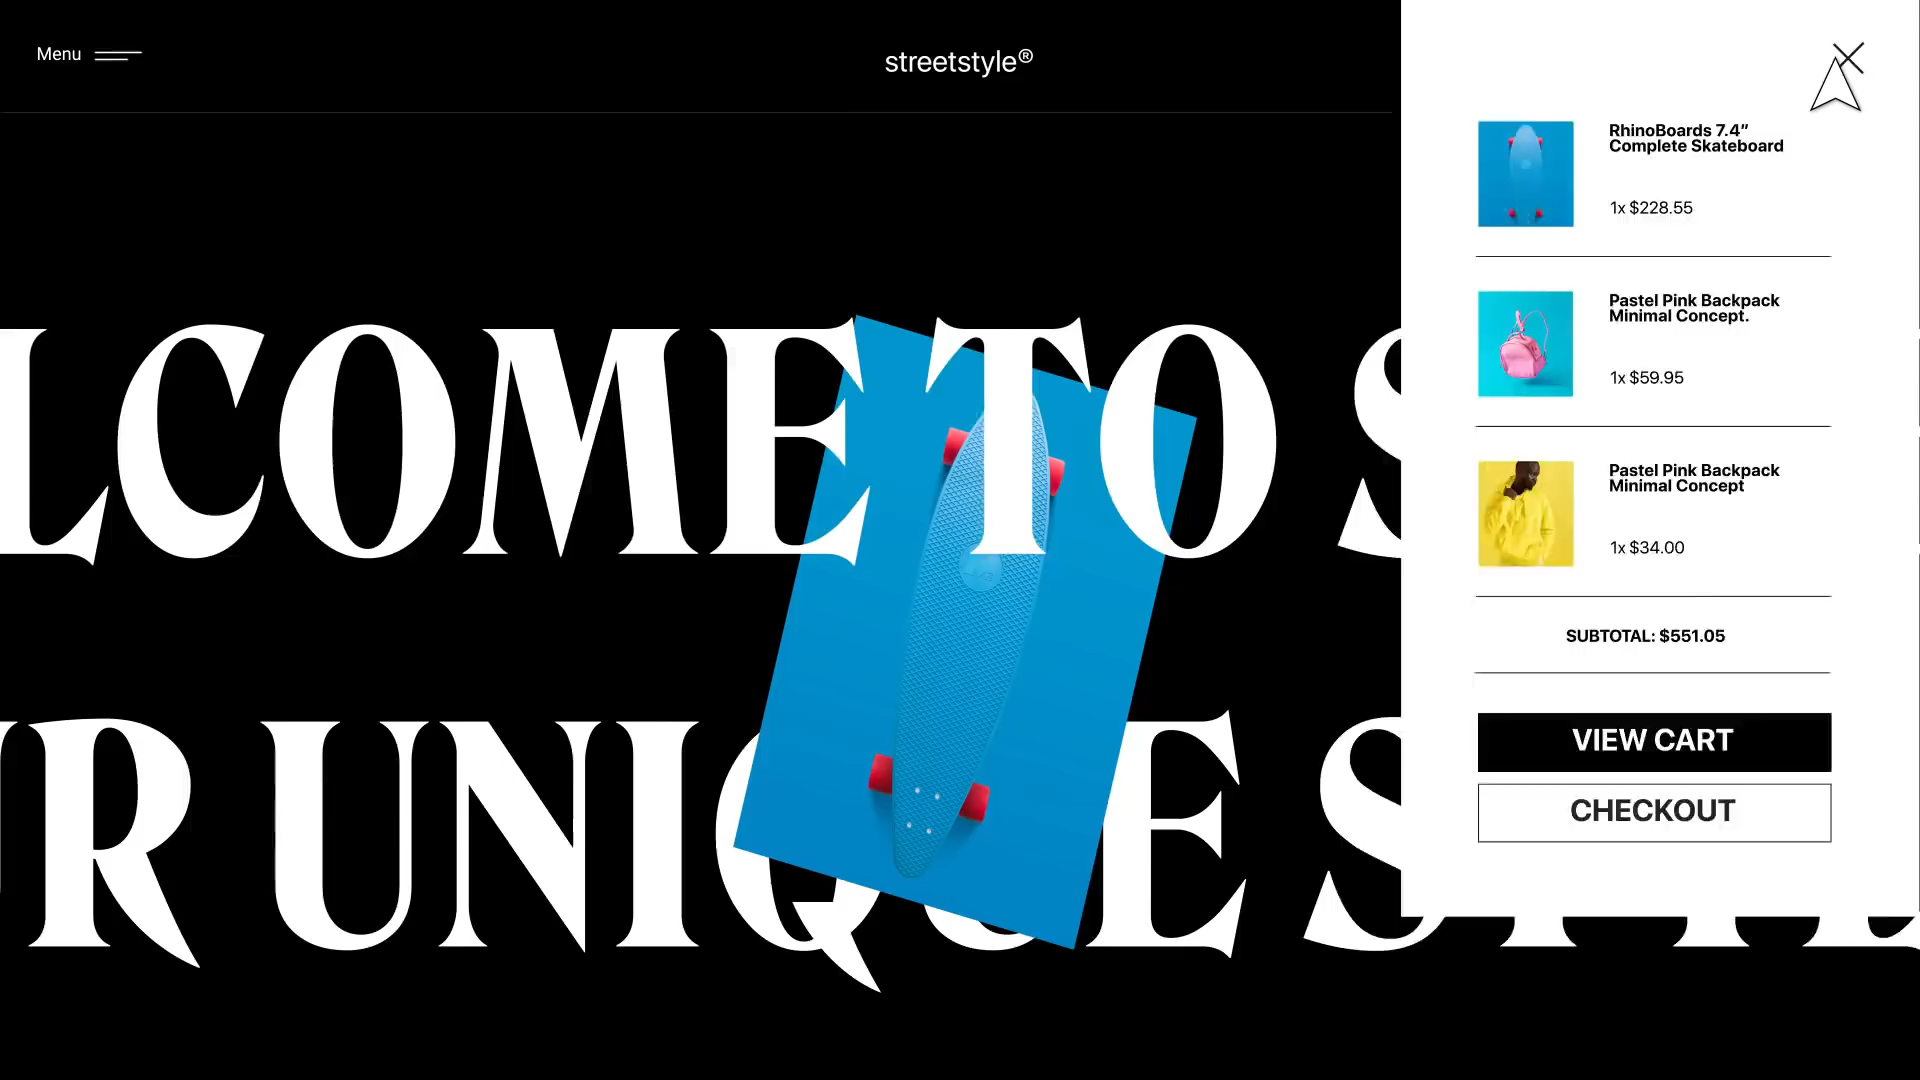 Menu
streetstyle®
LCOME TO S
R UNIQUE S
RhinoBoards 7.4”
Complete Skateboard
1x $228.55
Pastel Pink Backpack
Minimal Concept.
1x $59.95
Pastel Pink Backpack
Minimal Concept
1x $34.00
SUBTOTAL: $551.05
VIEW CART
CHECKOUT